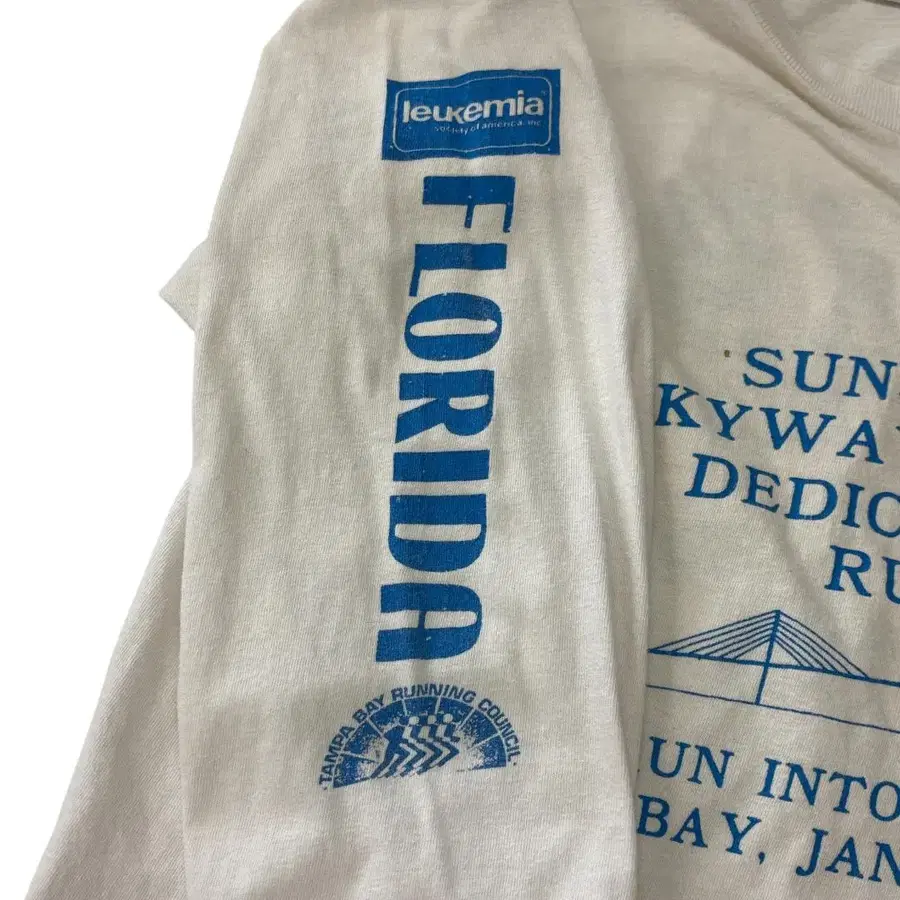 leukemia
society of america, inc
FLORIDA
TAMPA BAY RUNNING COUNCIL
SUN
KYWA
DEDIC
RU
UN INTO
BAY, JAN